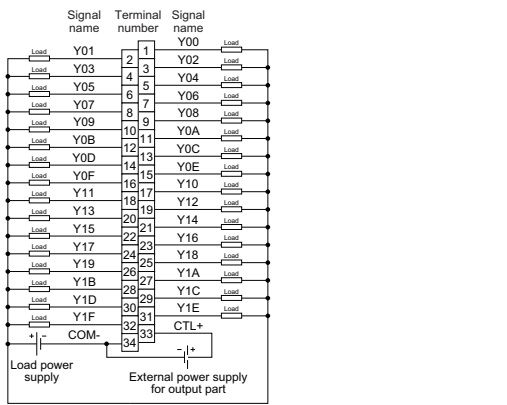 Signal name Terminal number Signal name
1 Y00 Load
Load Y01 2
3 Y02 Load
Load Y03 4
5 Y04 Load
Load Y05 6
7 Y06 Load
Load Y07 8
9 Y08 Load
Load Y09 10
11 Y0A Load
Load Y0B 12
13 Y0C Load
Load Y0D 14
15 Y0E Load
Load Y0F 16
17 Y10 Load
Load Y11 18
19 Y12 Load
Load Y13 20
21 Y14 Load
Load Y15 22
23 Y16 Load
Load Y17 24
25 Y18 Load
Load Y19 26
27 Y1A Load
Load Y1B 28
29 Y1C Load
Load Y1D 30
31 Y1E Load
Load Y1F 32
33 CTL+
+ - COM- 34
- +
Load power
supply
External power supply
for output part